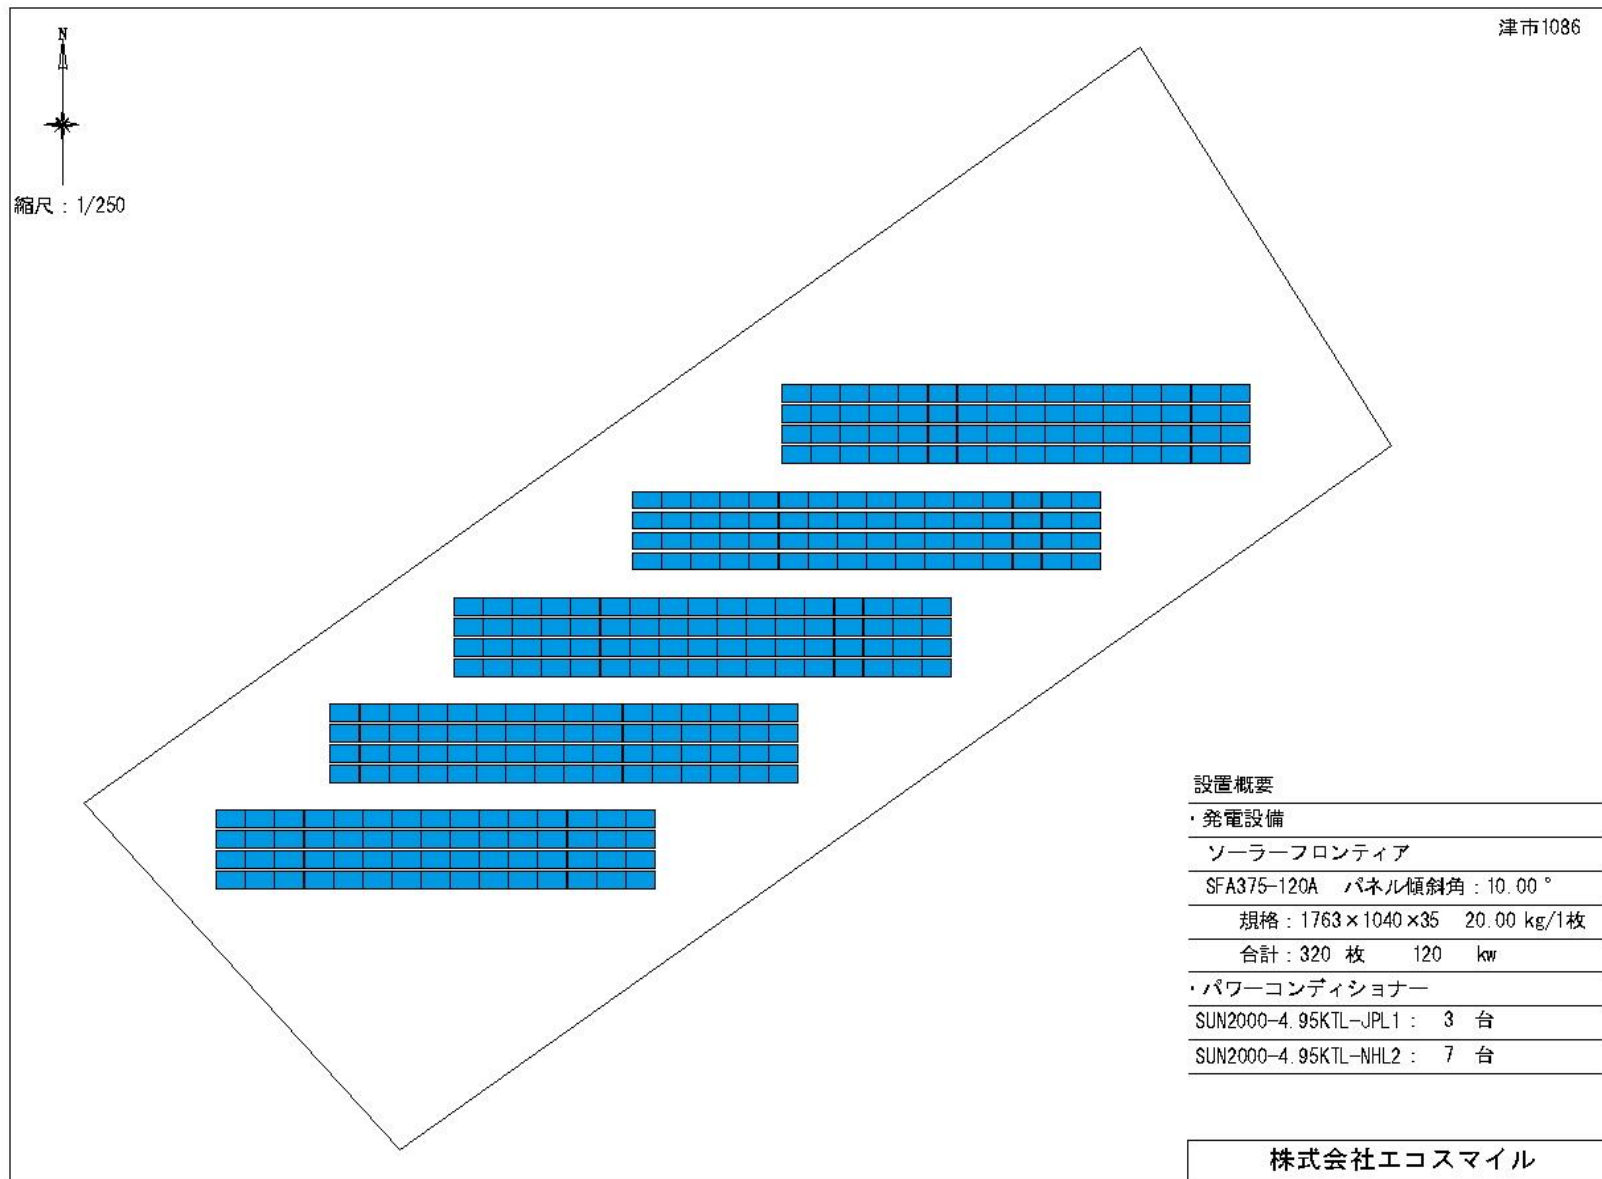 津市1086
N
縮尺：1/250
設置概要
・発電設備
ソーラーフロンティア
SFA375-120A　パネル傾斜角：10.00°
規格：1763×1040×35　20.00 kg/1枚
合計：320 枚　120　kw
・パワーコンディショナー
SUN2000-4.95KTL-JPL1：　3　台
SUN2000-4.95KTL-NHL2：　7　台
株式会社エコスマイル